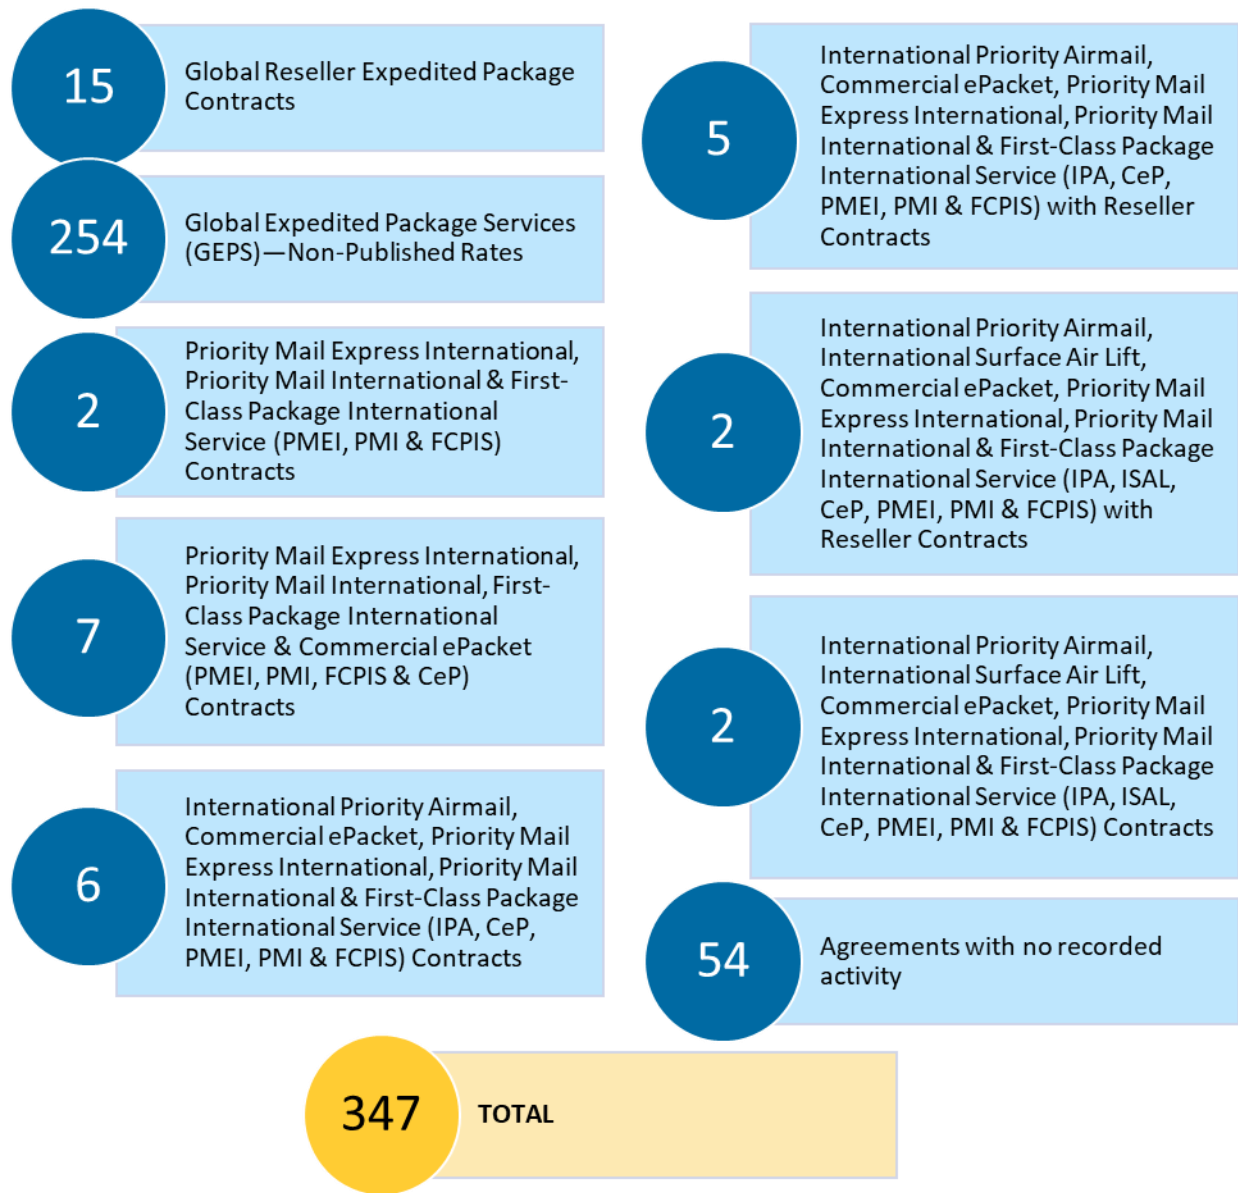 15
Global Reseller Expedited Package
Contracts
254
Global Expedited Package Services
(GEPS)—Non-Published Rates
2
Priority Mail Express International,
Priority Mail International & First-
Class Package International
Service (PMEI, PMI & FCPIS)
Contracts
7
Priority Mail Express International,
Priority Mail International, First-
Class Package International
Service & Commercial ePacket
(PMEI, PMI, FCPIS & CeP)
Contracts
6
International Priority Airmail,
Commercial ePacket, Priority Mail
Express International, Priority Mail
International & First-Class Package
International Service (IPA, CeP,
PMEI, PMI & FCPIS) Contracts
5
International Priority Airmail,
Commercial ePacket, Priority Mail
Express International, Priority Mail
International & First-Class Package
International Service (IPA, CeP,
PMEI, PMI & FCPIS) with Reseller
Contracts
2
International Priority Airmail,
International Surface Air Lift,
Commercial ePacket, Priority Mail
Express International, Priority Mail
International & First-Class Package
International Service (IPA, ISAL,
CeP, PMEI, PMI & FCPIS) with
Reseller Contracts
2
International Priority Airmail,
International Surface Air Lift,
Commercial ePacket, Priority Mail
Express International, Priority Mail
International & First-Class Package
International Service (IPA, ISAL,
CeP, PMEI, PMI & FCPIS) Contracts
54
Agreements with no recorded
activity
347
TOTAL